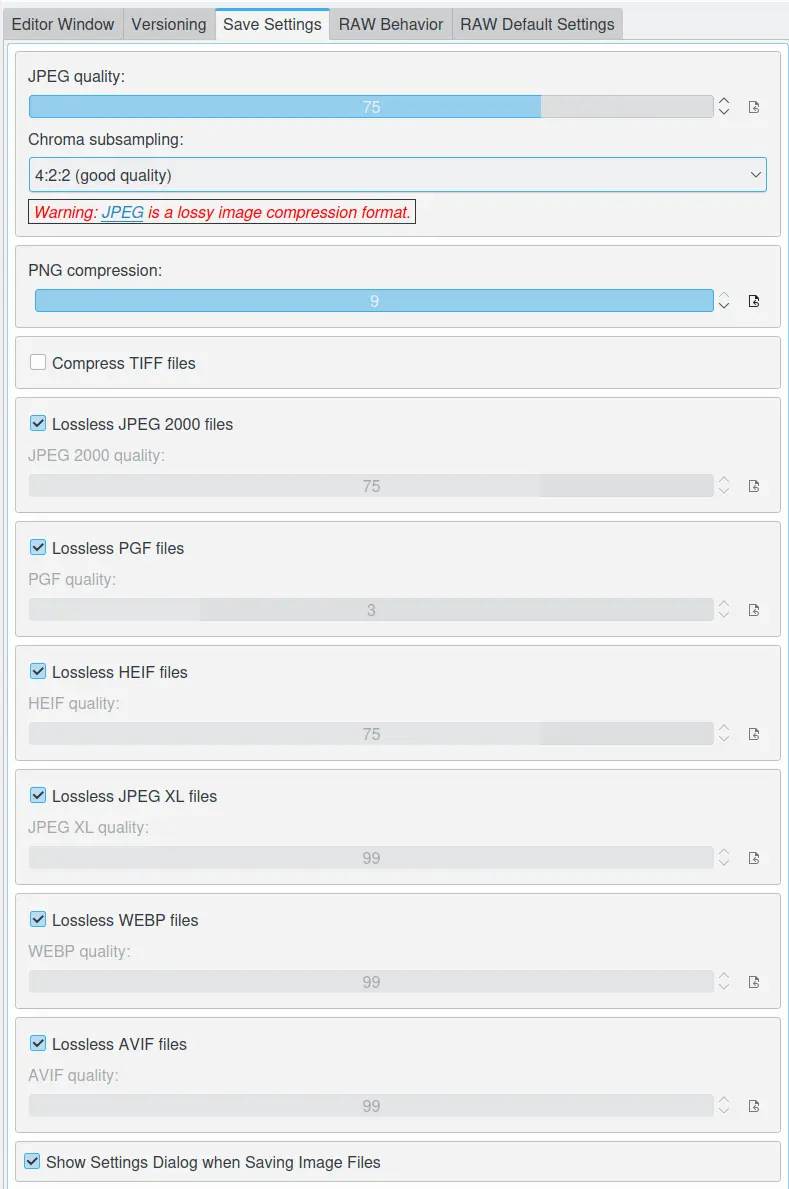 Editor Window Versioning Save Settings RAW Behavior RAW Default Settings
JPEG quality:
75
Chroma subsampling:
4:2:2 (good quality)
Warning: JPEG is a lossy image compression format.
PNG compression:
9
Compress TIFF files
Lossless JPEG 2000 files
JPEG 2000 quality:
75
Lossless PGF files
PGF quality:
3
Lossless HEIF files
HEIF quality:
75
Lossless JPEG XL files
JPEG XL quality:
99
Lossless WEBP files
WEBP quality:
99
Lossless AVIF files
AVIF quality:
99
Show Settings Dialog when Saving Image Files